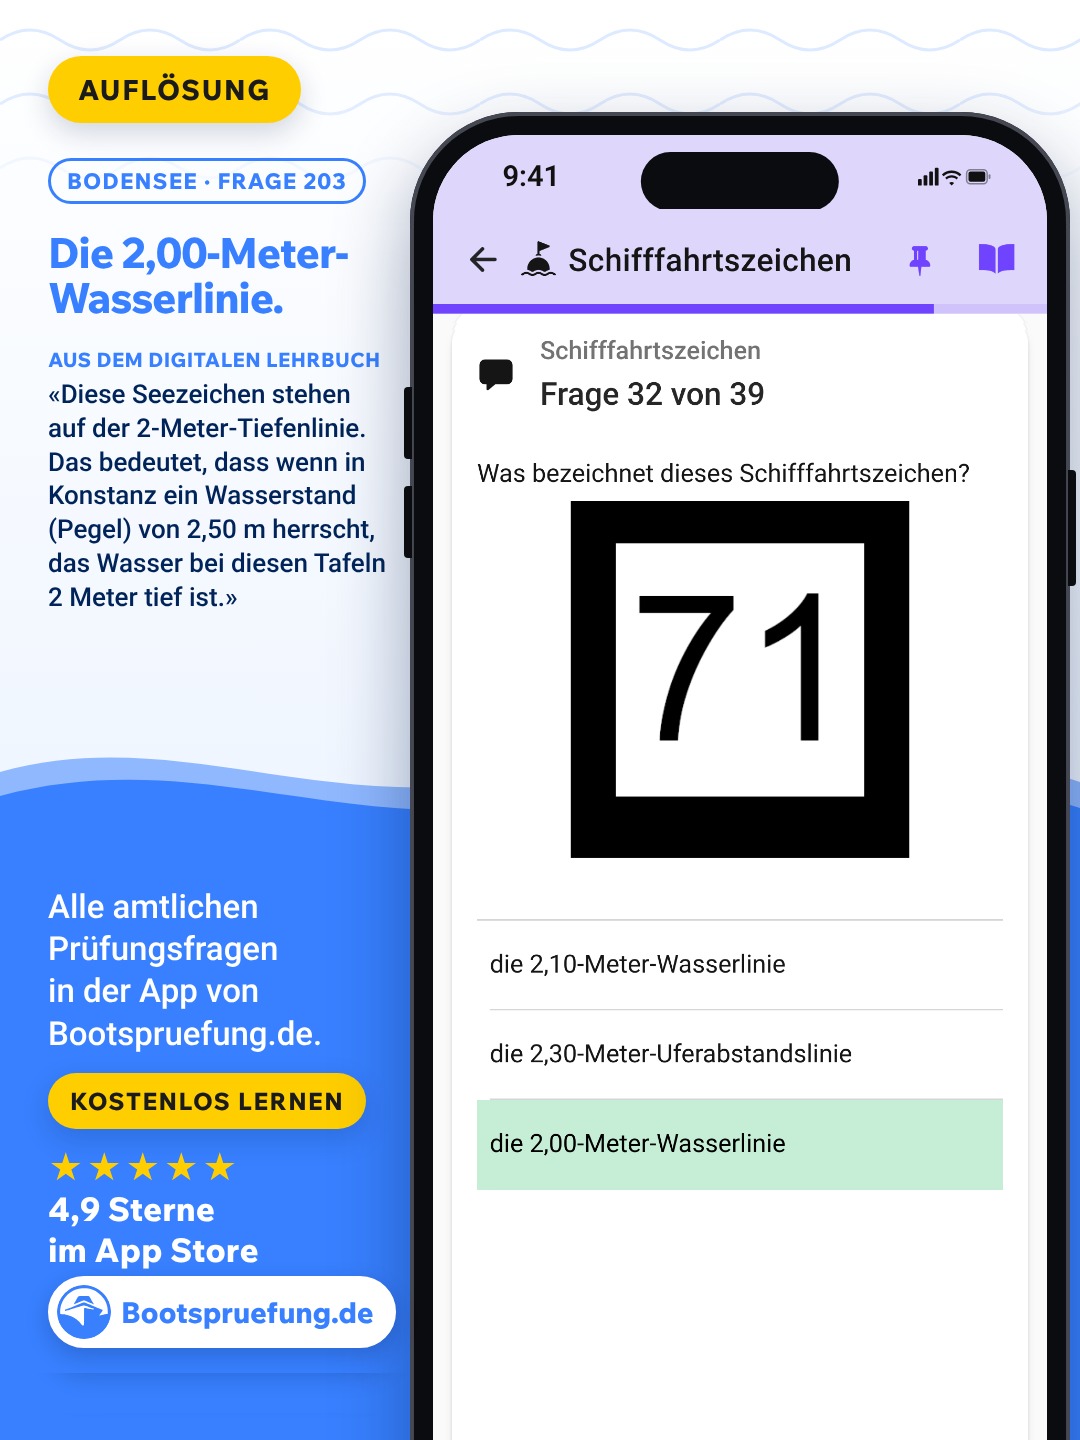 AUFLÖSUNG
BODENSEE · FRAGE 203
Die 2,00-Meter-
Wasserlinie.
AUS DEM DIGITALEN LEHRBUCH
«Diese Seezeichen stehen
auf der 2-Meter-Tiefenlinie.
Das bedeutet, dass wenn in
Konstanz ein Wasserstand
(Pegel) von 2,50 m herrscht,
das Wasser bei diesen Tafeln
2 Meter tief ist.»
Alle amtlichen
Prüfungsfragen
in der App von
Bootspruefung.de.
KOSTENLOS LERNEN
★★★★★
4,9 Sterne
im App Store
Bootspruefung.de
9:41
Schifffahrtszeichen
Schifffahrtszeichen
Frage 32 von 39
Was bezeichnet dieses Schifffahrtszeichen?
71
die 2,10-Meter-Wasserlinie
die 2,30-Meter-Uferabstandslinie
die 2,00-Meter-Wasserlinie